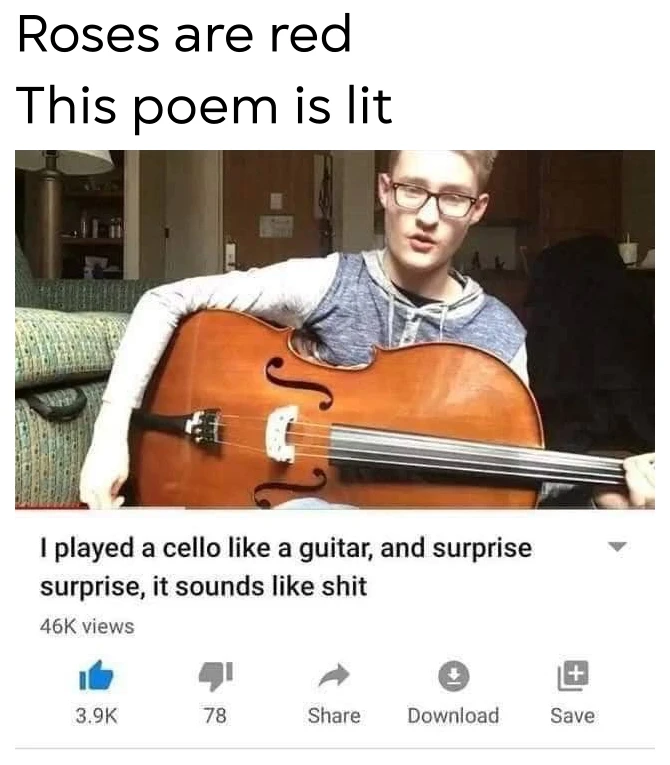 Roses are red
This poem is lit
I played a cello like a guitar, and surprise
surprise, it sounds like shit
46K views
3.9K 78 Share Download Save